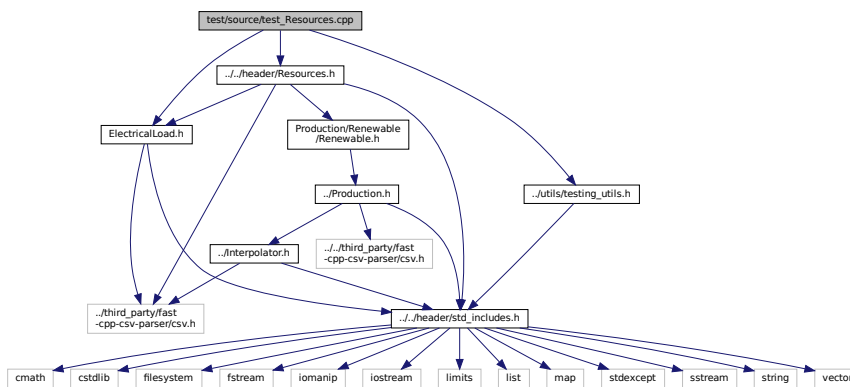 test/source/test_Resources.cpp
../../header/Resources.h
ElectricalLoad.h
Production/Renewable
/Renewable.h
../Production.h
../utils/testing_utils.h
../Interpolator.h
../../third_party/fast
-cpp-csv-parser/csv.h
../third_party/fast
-cpp-csv-parser/csv.h
../../header/std_includes.h
cmath
cstdlib
filesystem
fstream
iomanip
iostream
limits
list
map
stdexcept
sstream
string
vector